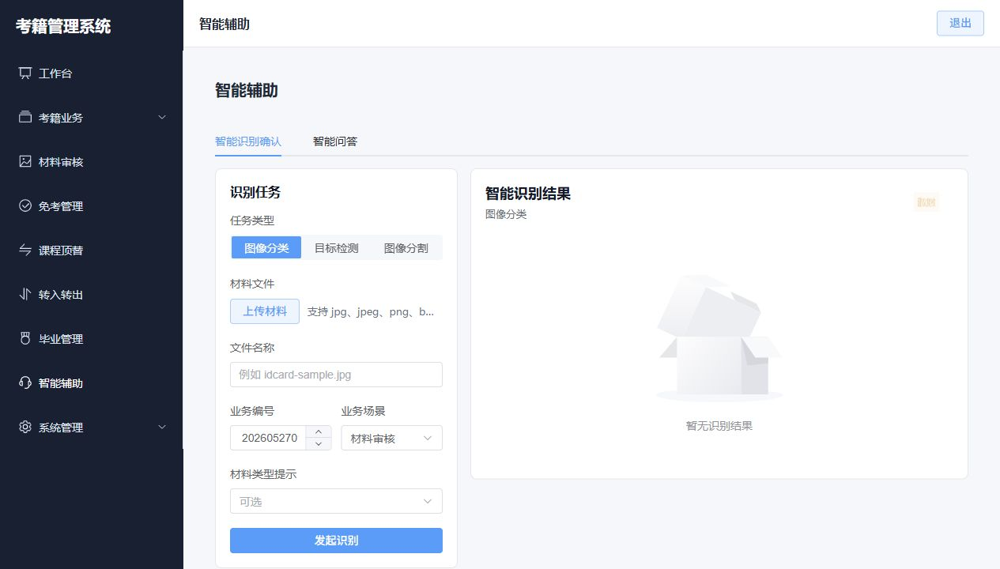 考籍管理系统
智能辅助
退出
工作台
考籍业务
材料审核
免考管理
课程顶替
转入转出
毕业管理
智能辅助
系统管理
智能辅助
智能识别确认
智能问答
识别任务
任务类型
图像分类
目标检测
图像分割
材料文件
上传材料
支持 jpg、jpeg、png、b...
文件名称
例如 idcard-sample.jpg
业务编号
业务场景
202605270
材料审核
材料类型提示
可选
发起识别
智能识别结果
图像分类
暂无识别结果